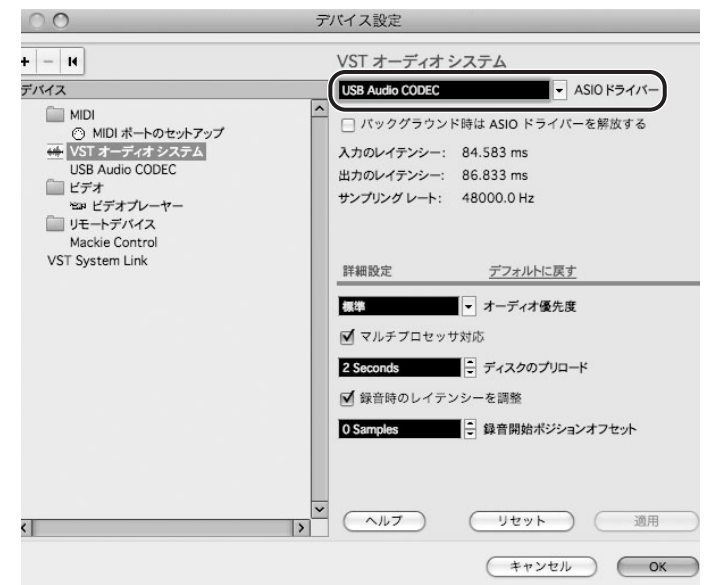 デバイス設定
+ − I◀
デバイス
MIDI
MIDI ポートのセットアップ
VST オーディオ システム
USB Audio CODEC
ビデオ
ビデオプレーヤー
リモートデバイス
Mackie Control
VST System Link
VST オーディオ システム
USB Audio CODEC ASIO ドライバー
バックグラウンド時は ASIO ドライバーを解放する
入力のレイテンシー: 84.583 ms
出力のレイテンシー: 86.833 ms
サンプリング レート: 48000.0 Hz
詳細設定 デフォルトに戻す
標準 オーディオ優先度
マルチプロセッサ対応
2 Seconds ディスクのプリロード
録音時のレイテンシーを調整
0 Samples 録音開始ポジションオフセット
ヘルプ リセット 適用
キャンセル OK